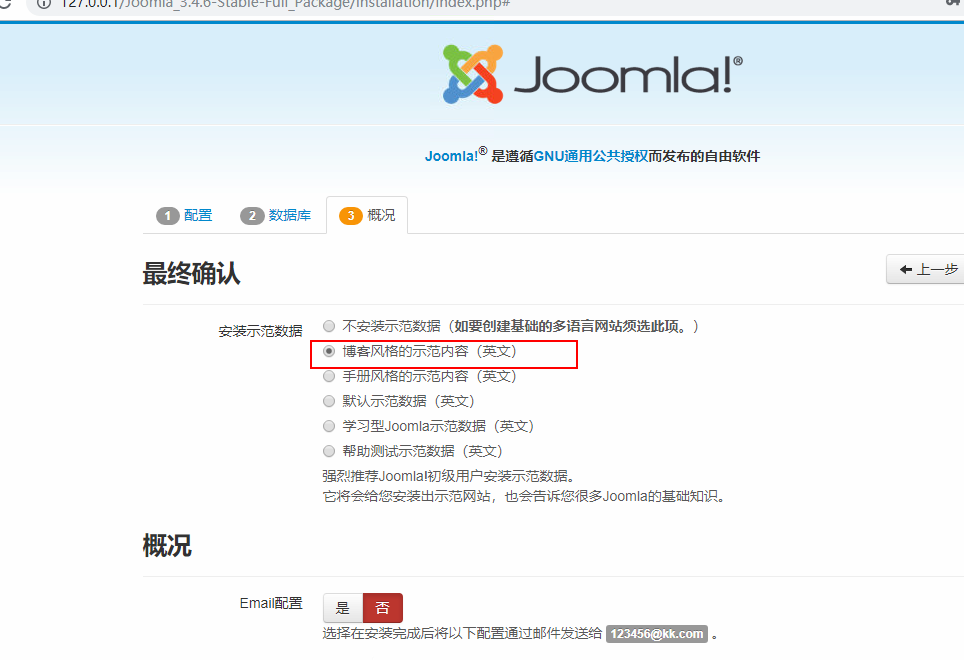 127.0.0.1/Joomla_3.4.6-Stable-Full_Package/installation/index.php#
Joomla!®
Joomla!® 是遵循GNU通用公共授权而发布的自由软件
1 配置 2 数据库 3 概况
最终确认
上一步
安装示范数据
不安装示范数据（如要创建基础的多语言网站须选此项。）
博客风格的示范内容（英文）
手册风格的示范内容（英文）
默认示范数据（英文）
学习型Joomla示范数据（英文）
帮助测试示范数据（英文）
强烈推荐Joomla!初级用户安装示范数据。
它将会给您安装出示范网站，也会告诉您很多Joomla的基础知识。
概况
Email配置
是 否
选择在安装完成后将以下配置通过邮件发送给 123456@kk.com 。